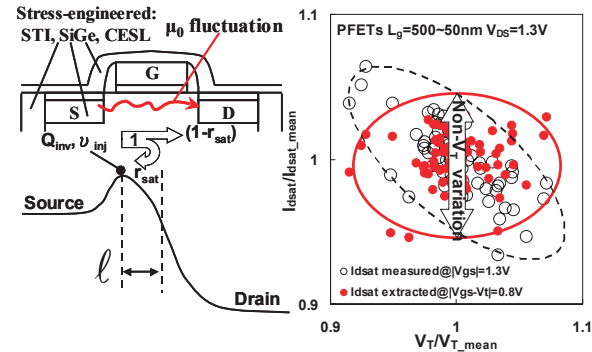 Stress-engineered:
STI, SiGe, CESL
μ0 fluctuation
G
S
D
Qinv, υinj
1
(1-rsat)
rsat
Source
ℓ
Drain
PFETs Lg=500~50nm VDS=1.3V
Non-VT variation
Idsat measured@|Vgs|=1.3V
Idsat extracted@|Vgs-Vt|=0.8V
Idsat/Idsat_mean
1.1
1
0.9
0.9
1
1.1
VT/VT_mean